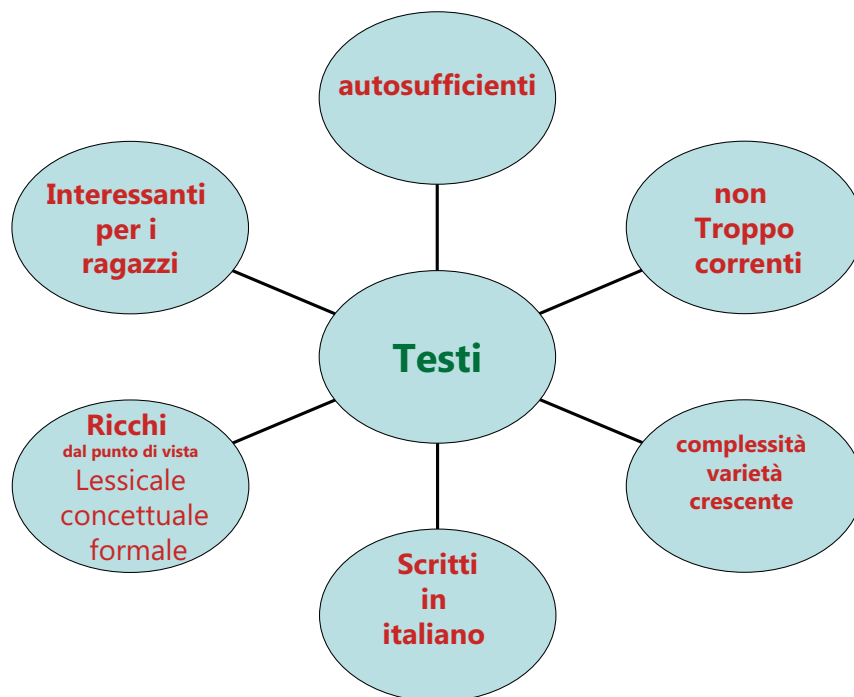 autosufficienti
Interessanti
per i
ragazzi
non
Troppo
correnti
Testi
Ricchi
dal punto di vista
Lessicale
concettuale
formale
complessità
varietà
crescente
Scritti
in
italiano